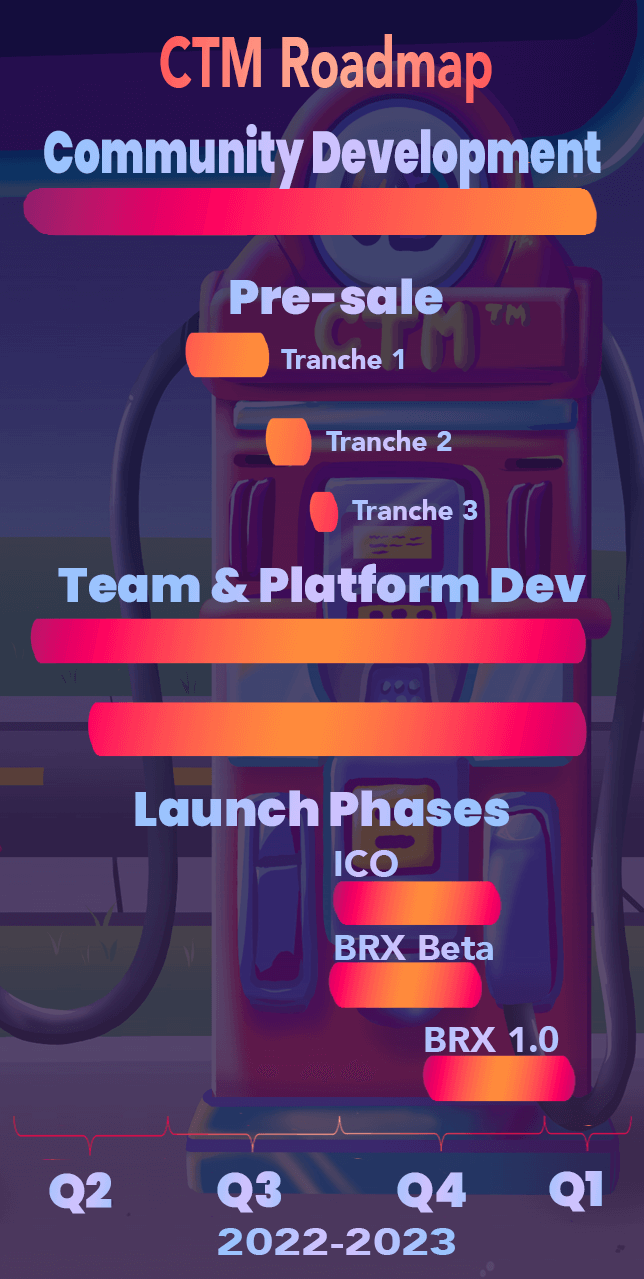 CTM Roadmap
Community Development
Pre-sale
CTM™
Tranche 1
Tranche 2
Tranche 3
Team & Platform Dev
Launch Phases
ICO
BRX Beta
BRX 1.0
Q2 Q3 Q4 Q1
2022-2023